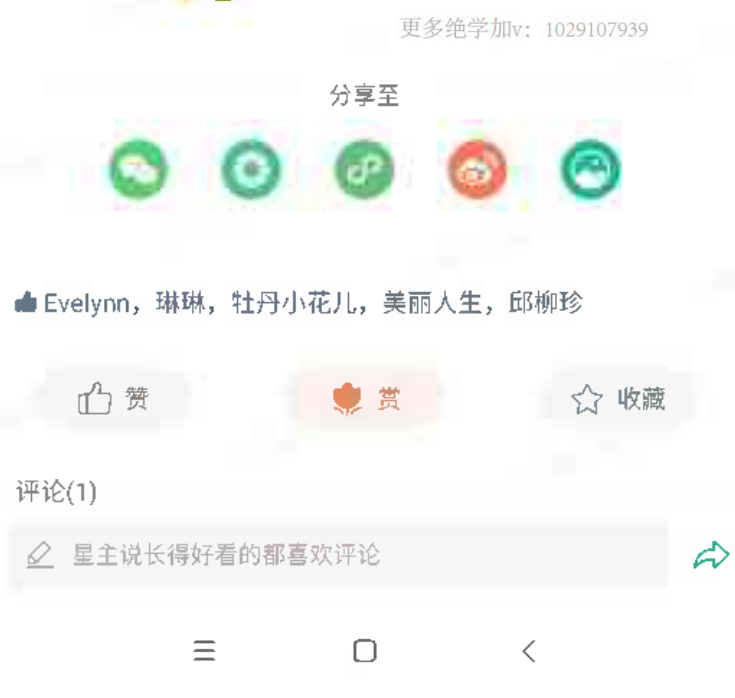 更多绝学加v：1029107939
分享至
Evelynn，琳琳，牡丹小花儿，美丽人生，邱柳珍
赞 赏 收藏
评论(1)
星主说长得好看的都喜欢评论